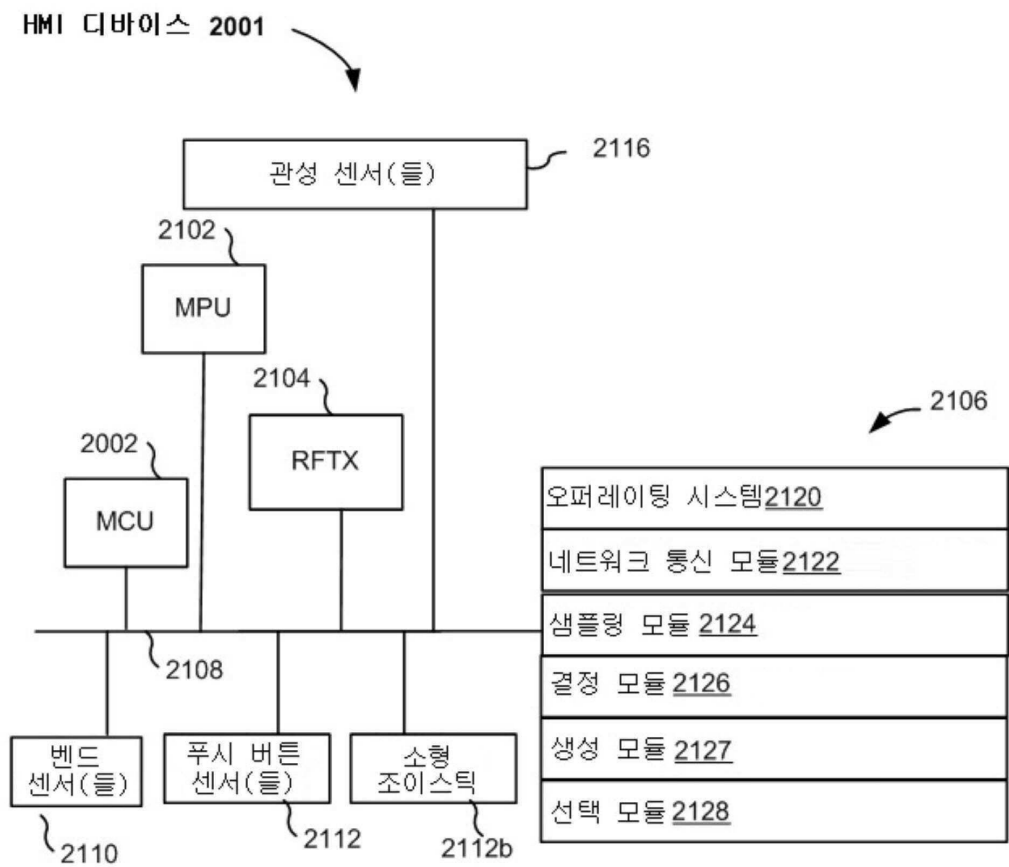 HMI 디바이스 2001
2116
관성 센서(들)
2102
MPU
2104
RFTX
2106
2002
MCU
오퍼레이팅 시스템2120
네트워크 통신 모듈2122
샘플링 모듈 2124
2108
결정 모듈 2126
벤드
센서(들)
푸시 버튼
센서(들)
소형
조이스틱
생성 모듈 2127
선택 모듈 2128
2110
2112
2112b